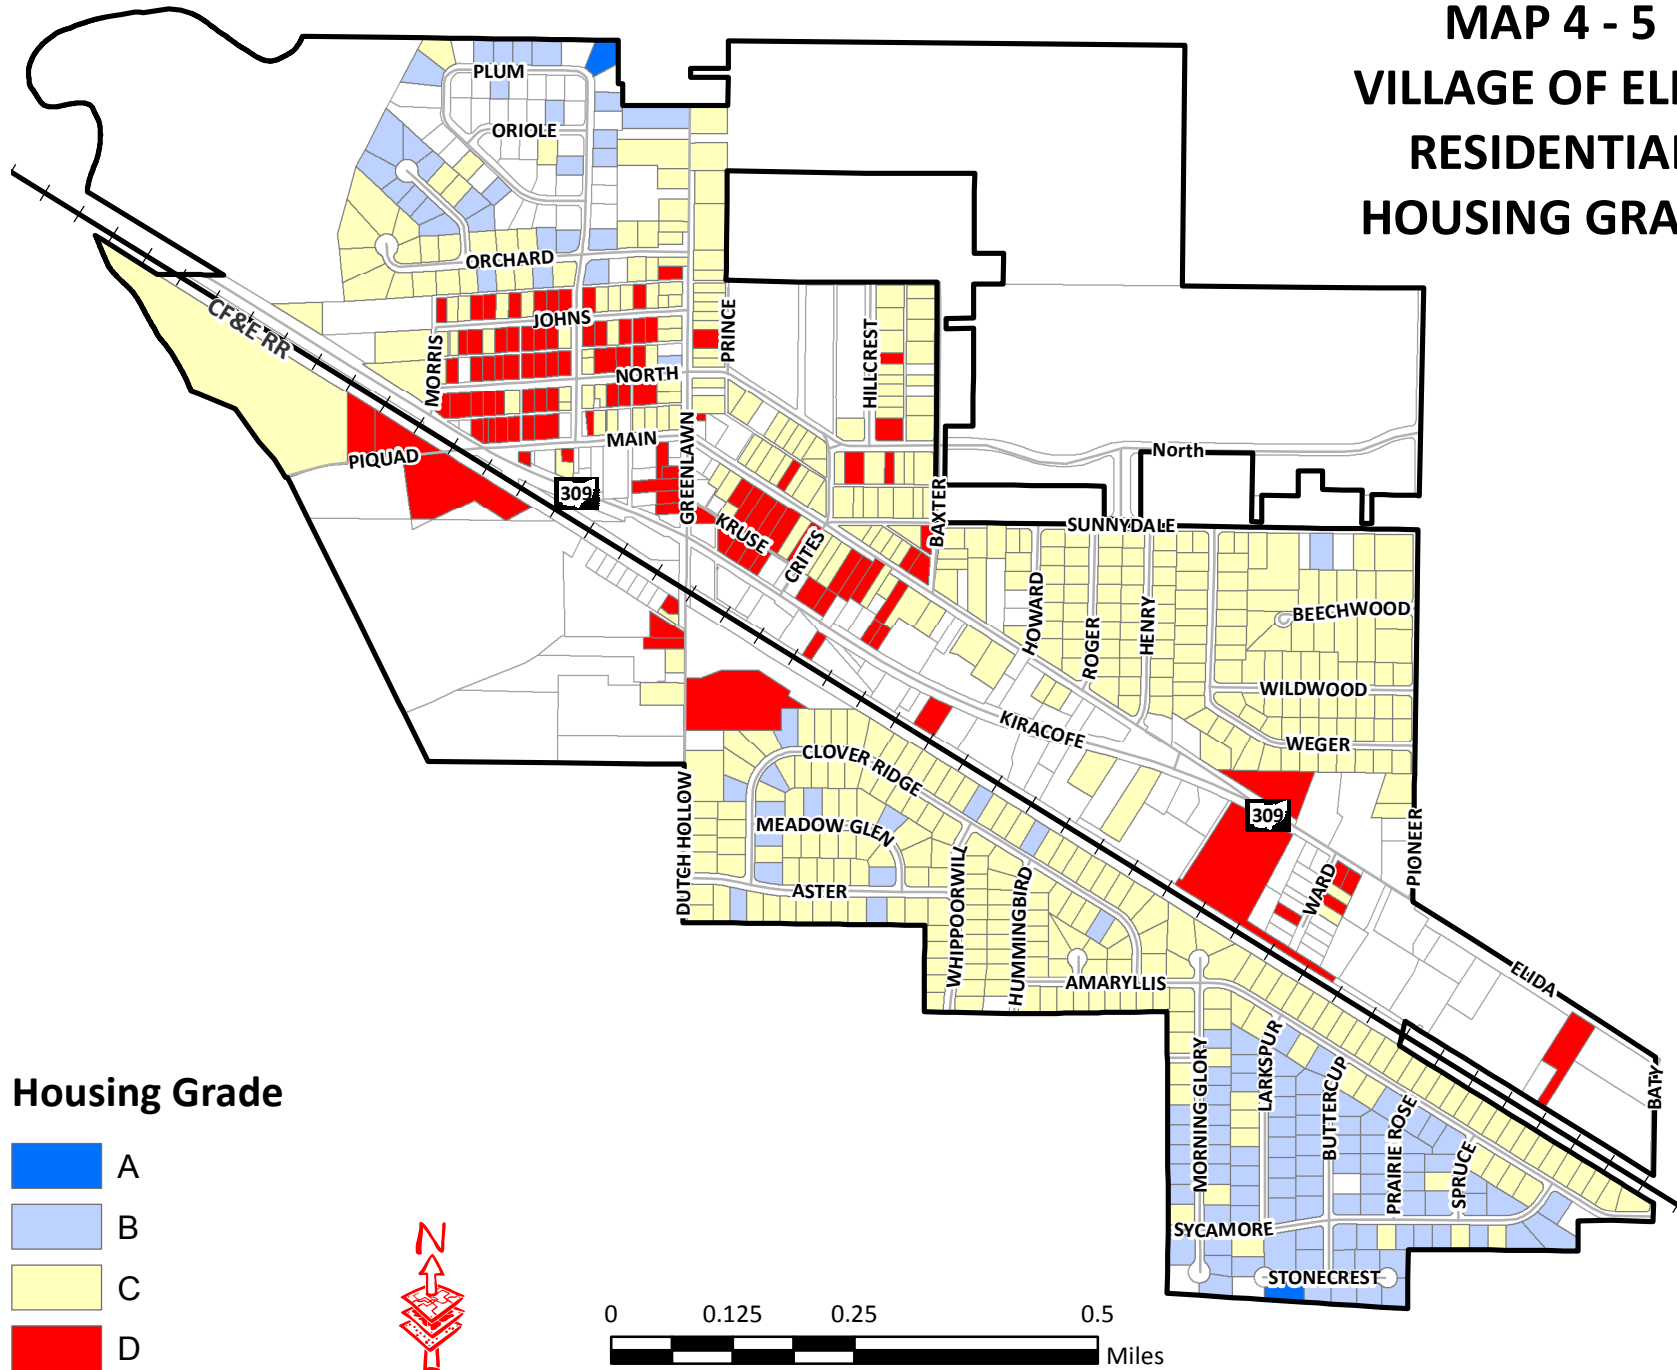 MAP 4 - 5
VILLAGE OF ELI
RESIDENTIA
HOUSING GRA
PLUM
ORIOLE
ORCHARD
CF&E RR
JOHNS
PRINCE
MORRIS
NORTH
HILLCREST
MAIN
PIQUAD
GREENLAWN
North
309
KRUSE
CRITES
BAXTER
SUNNYDALE
HOWARD
ROGER
HENRY
BEECHWOOD
WILDWOOD
WEGER
KIRACOFE
CLOVER RIDGE
DUTCH HOLLOW
MEADOW GLEN
309
PIONEER
ASTER
WHIPPOORWILL
HUMMINGBIRD
WARD
AMARYLLIS
ELIDA
MORNING GLORY
LARKSPUR
BUTTERCUP
PRAIRIE ROSE
SPRUCE
BATY
SYCAMORE
STONECREST
Housing Grade
A
B
C
D
N
0 0.125 0.25 0.5
Miles